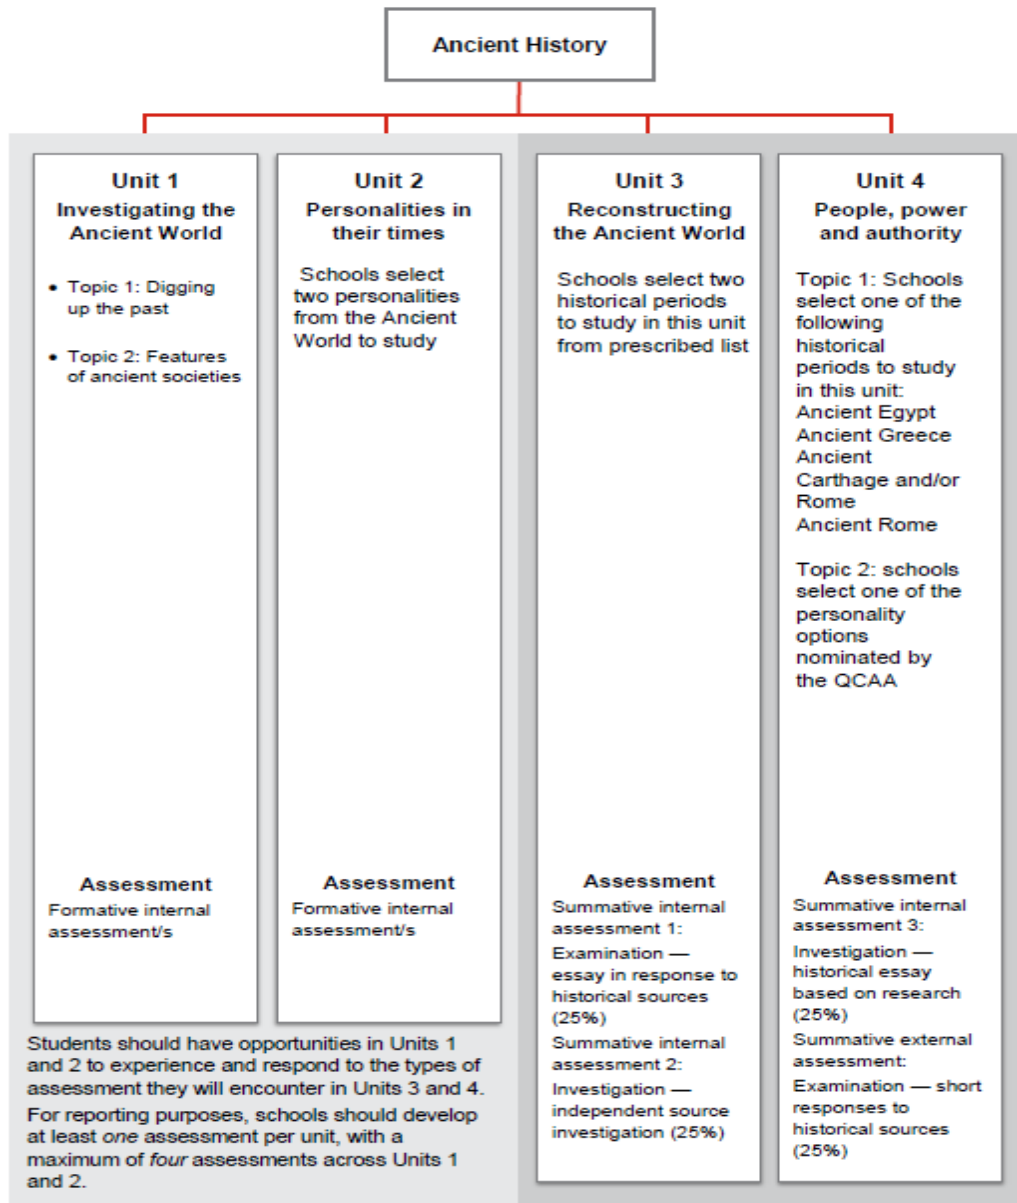 Ancient History
Unit 1
Investigating the
Ancient World
• Topic 1: Digging
up the past
• Topic 2: Features
of ancient societies
Assessment
Formative internal
assessment/s
Unit 2
Personalities in
their times
Schools select
two personalities
from the Ancient
World to study
Assessment
Formative internal
assessment/s
Students should have opportunities in Units 1
and 2 to experience and respond to the types of
assessment they will encounter in Units 3 and 4.
For reporting purposes, schools should develop
at least one assessment per unit, with a
maximum of four assessments across Units 1
and 2.
Unit 3
Reconstructing
the Ancient World
Schools select two
historical periods
to study in this unit
from prescribed list
Assessment
Summative internal
assessment 1:
Examination —
essay in response to
historical sources
(25%)
Summative internal
assessment 2:
Investigation —
independent source
investigation (25%)
Unit 4
People, power
and authority
Topic 1: Schools
select one of the
following
historical
periods to study
in this unit:
Ancient Egypt
Ancient Greece
Ancient
Carthage and/or
Rome
Ancient Rome
Topic 2: schools
select one of the
personality
options
nominated by
the QCAA
Assessment
Summative internal
assessment 3:
Investigation —
historical essay
based on research
(25%)
Summative external
assessment:
Examination — short
responses to
historical sources
(25%)